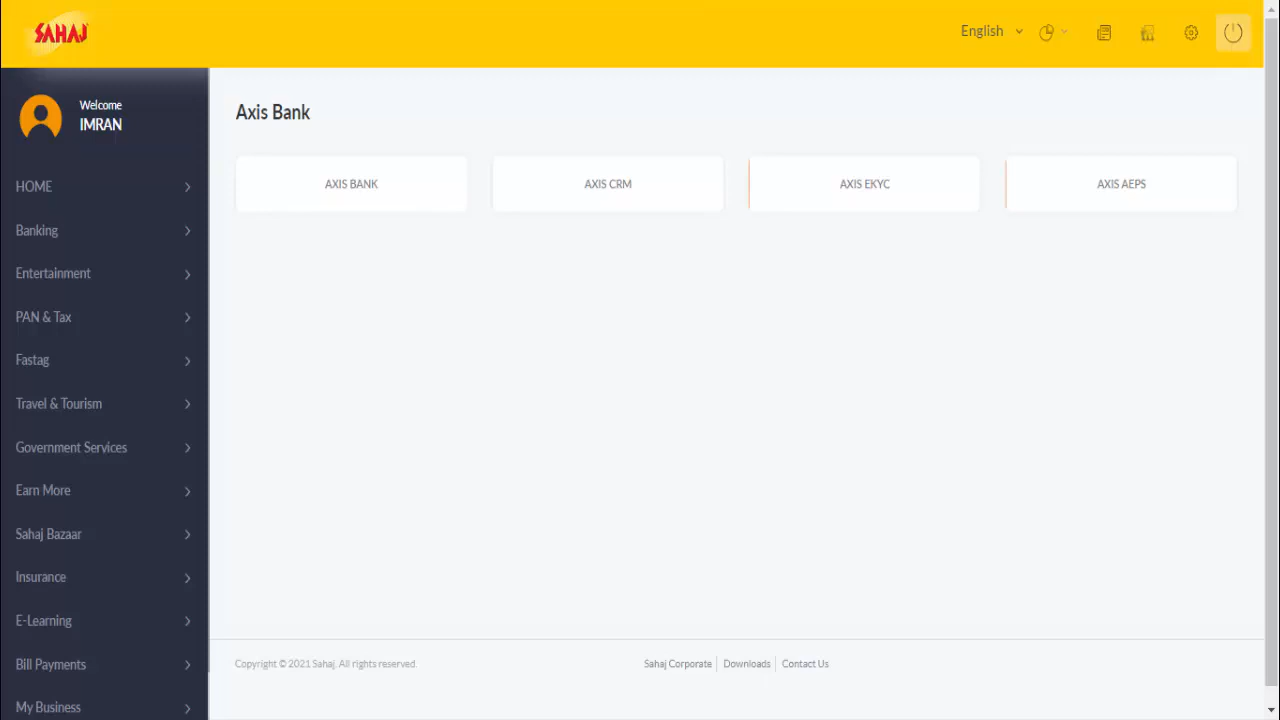 SAHAJ
English
Welcome
IMRAN
HOME
Banking
Entertainment
PAN & Tax
Fastag
Travel & Tourism
Government Services
Earn More
Sahaj Bazaar
Insurance
E-Learning
Bill Payments
My Business
Axis Bank
AXIS BANK
AXIS CRM
AXIS EKYC
AXIS AEPS
Copyright © 2021 Sahaj. All rights reserved.
Sahaj Corporate
Downloads
Contact Us